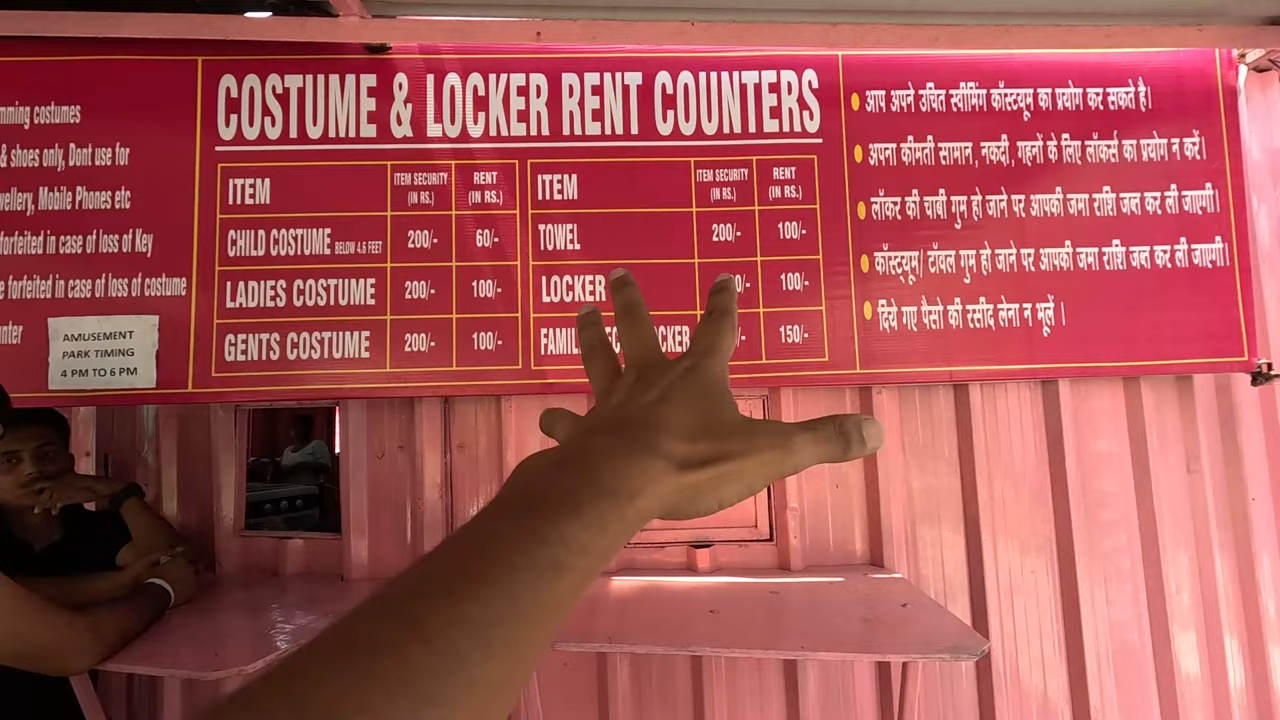 mming costumes
& shoes only, Dont use for
wellery, Mobile Phones etc
forfeited in case of loss of Key
e forfeited in case of loss of costume
unter
AMUSEMENT
PARK TIMING
4 PM TO 6 PM
COSTUME & LOCKER RENT COUNTERS
ITEM ITEM SECURITY (IN RS.) RENT (IN RS.)
CHILD COSTUME BELOW 4.6 FEET 200/- 60/-
LADIES COSTUME 200/- 100/-
GENTS COSTUME 200/- 100/-
ITEM ITEM SECURITY (IN RS.) RENT (IN RS.)
TOWEL 200/- 100/-
LOCKER 100/-
150/-
आप अपने उचित स्वीमिंग कॉस्टयूम का प्रयोग कर सकते है।
अपना कीमती सामान, नकदी, गहनों के लिए लॉकर्स का प्रयोग न करें।
लॉकर की चाबी गुम हो जाने पर आपकी जमा राशि जब्त कर ली जाएगी।
कॉस्ट्यूम/ टॉवल गुम हो जाने पर आपकी जमा राशि जब्त कर ली जाएगी।
दिये गए पैसो की रसीद लेना न भूलें।